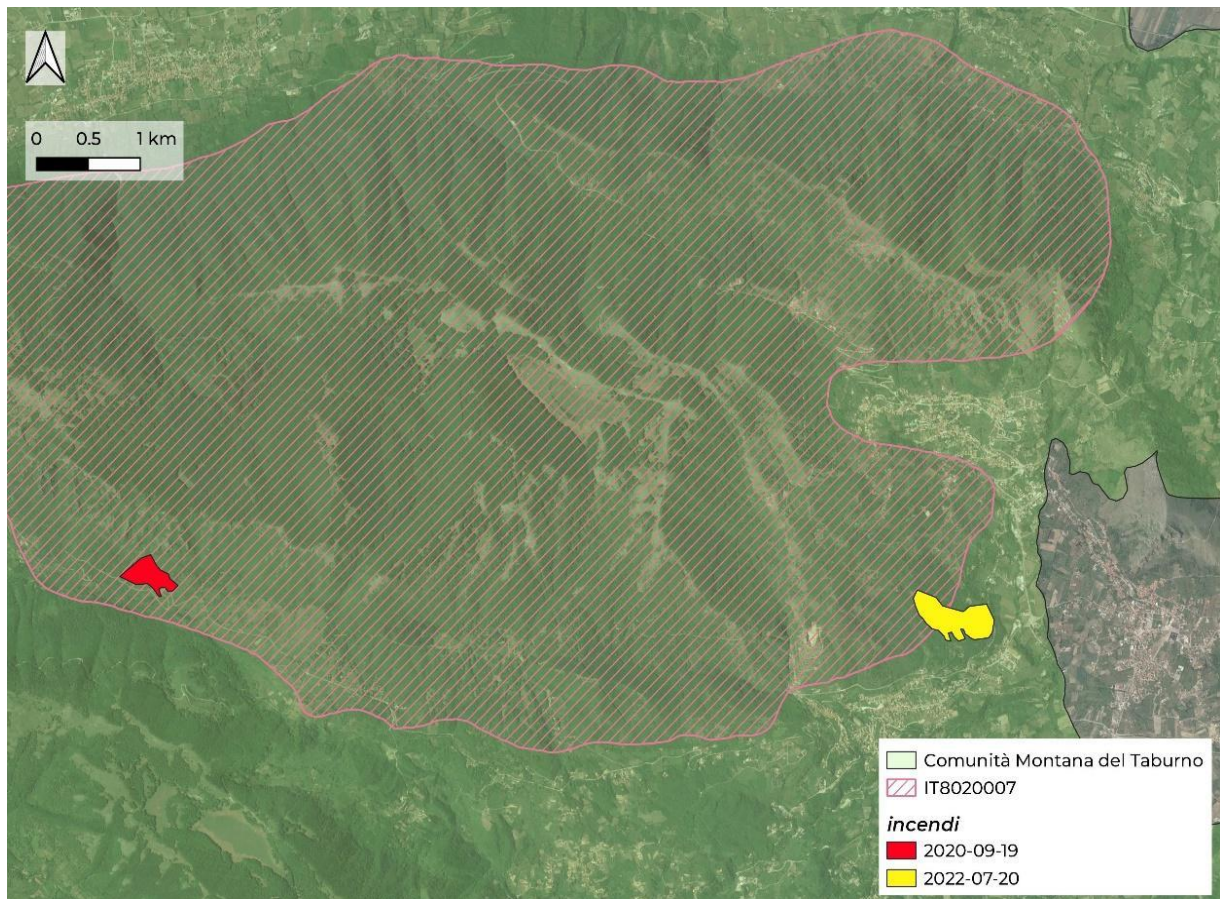 0 0.5 1 km
Comunità Montana del Taburno
IT8020007
incendi
2020-09-19
2022-07-20